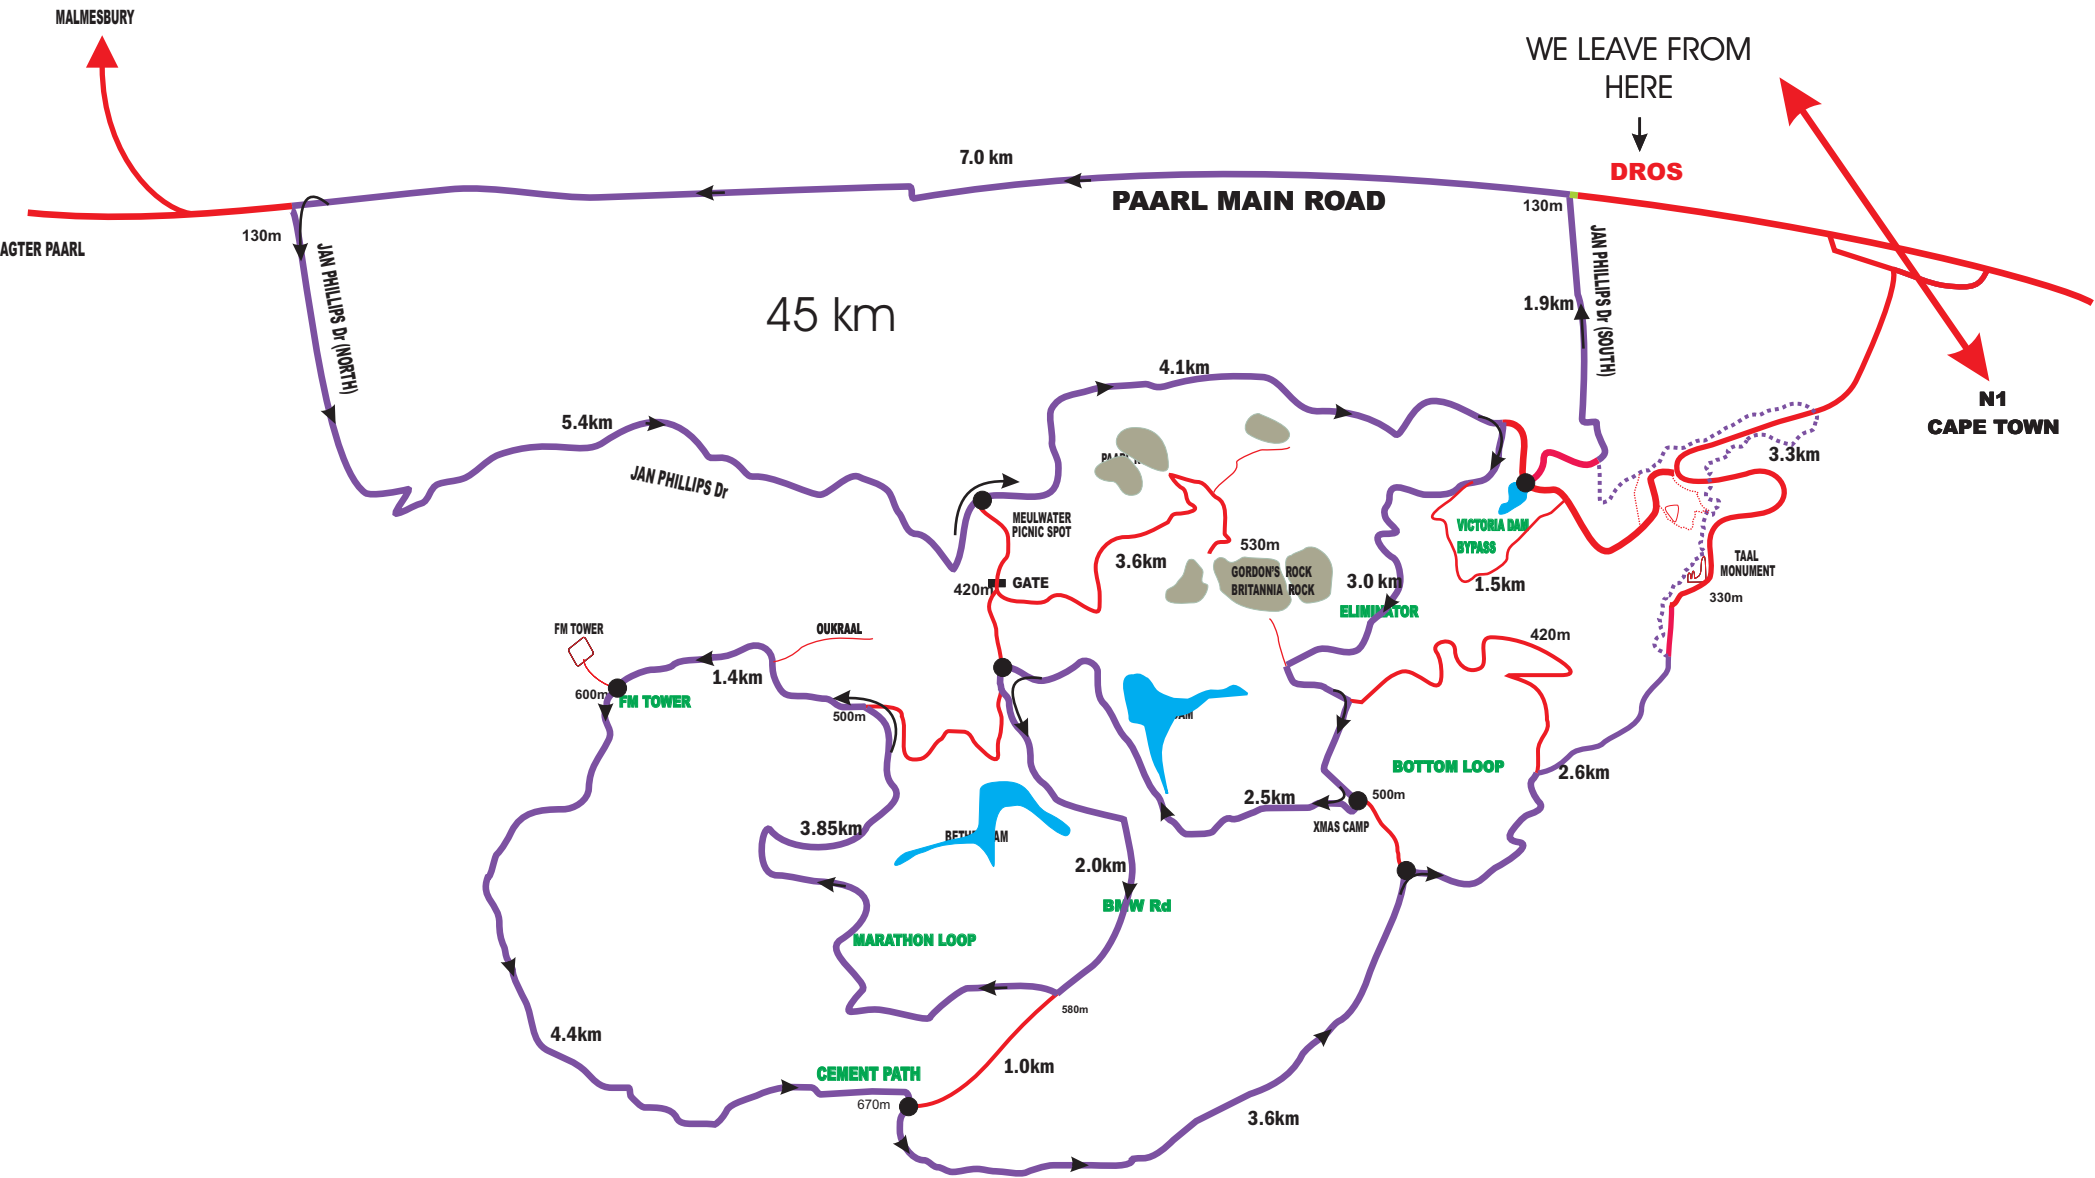 MALMESBURY
WE LEAVE FROM
HERE
DROS
7.0 km
PAARL MAIN ROAD
130m
130m
AGTER PAARL
JAN PHILLIPS Dr (NORTH)
JAN PHILLIPS Dr (SOUTH)
45 km
1.9km
N1
CAPE TOWN
4.1km
5.4km
JAN PHILLIPS Dr
3.3km
MEULWATER
PICNIC SPOT
VICTORIA DAM
BYPASS
1.5km
530m
GORDON'S ROCK
BRITANNIA ROCK
3.6km
GATE
420m
3.0 km
ELIMINATOR
TAAL
MONUMENT
330m
FM TOWER
OUKRAAL
420m
1.4km
600m
FM TOWER
500m
BOTTOM LOOP
2.6km
2.5km
500m
XMAS CAMP
3.85km
2.0km
BMW Rd
MARATHON LOOP
580m
4.4km
1.0km
CEMENT PATH
670m
3.6km